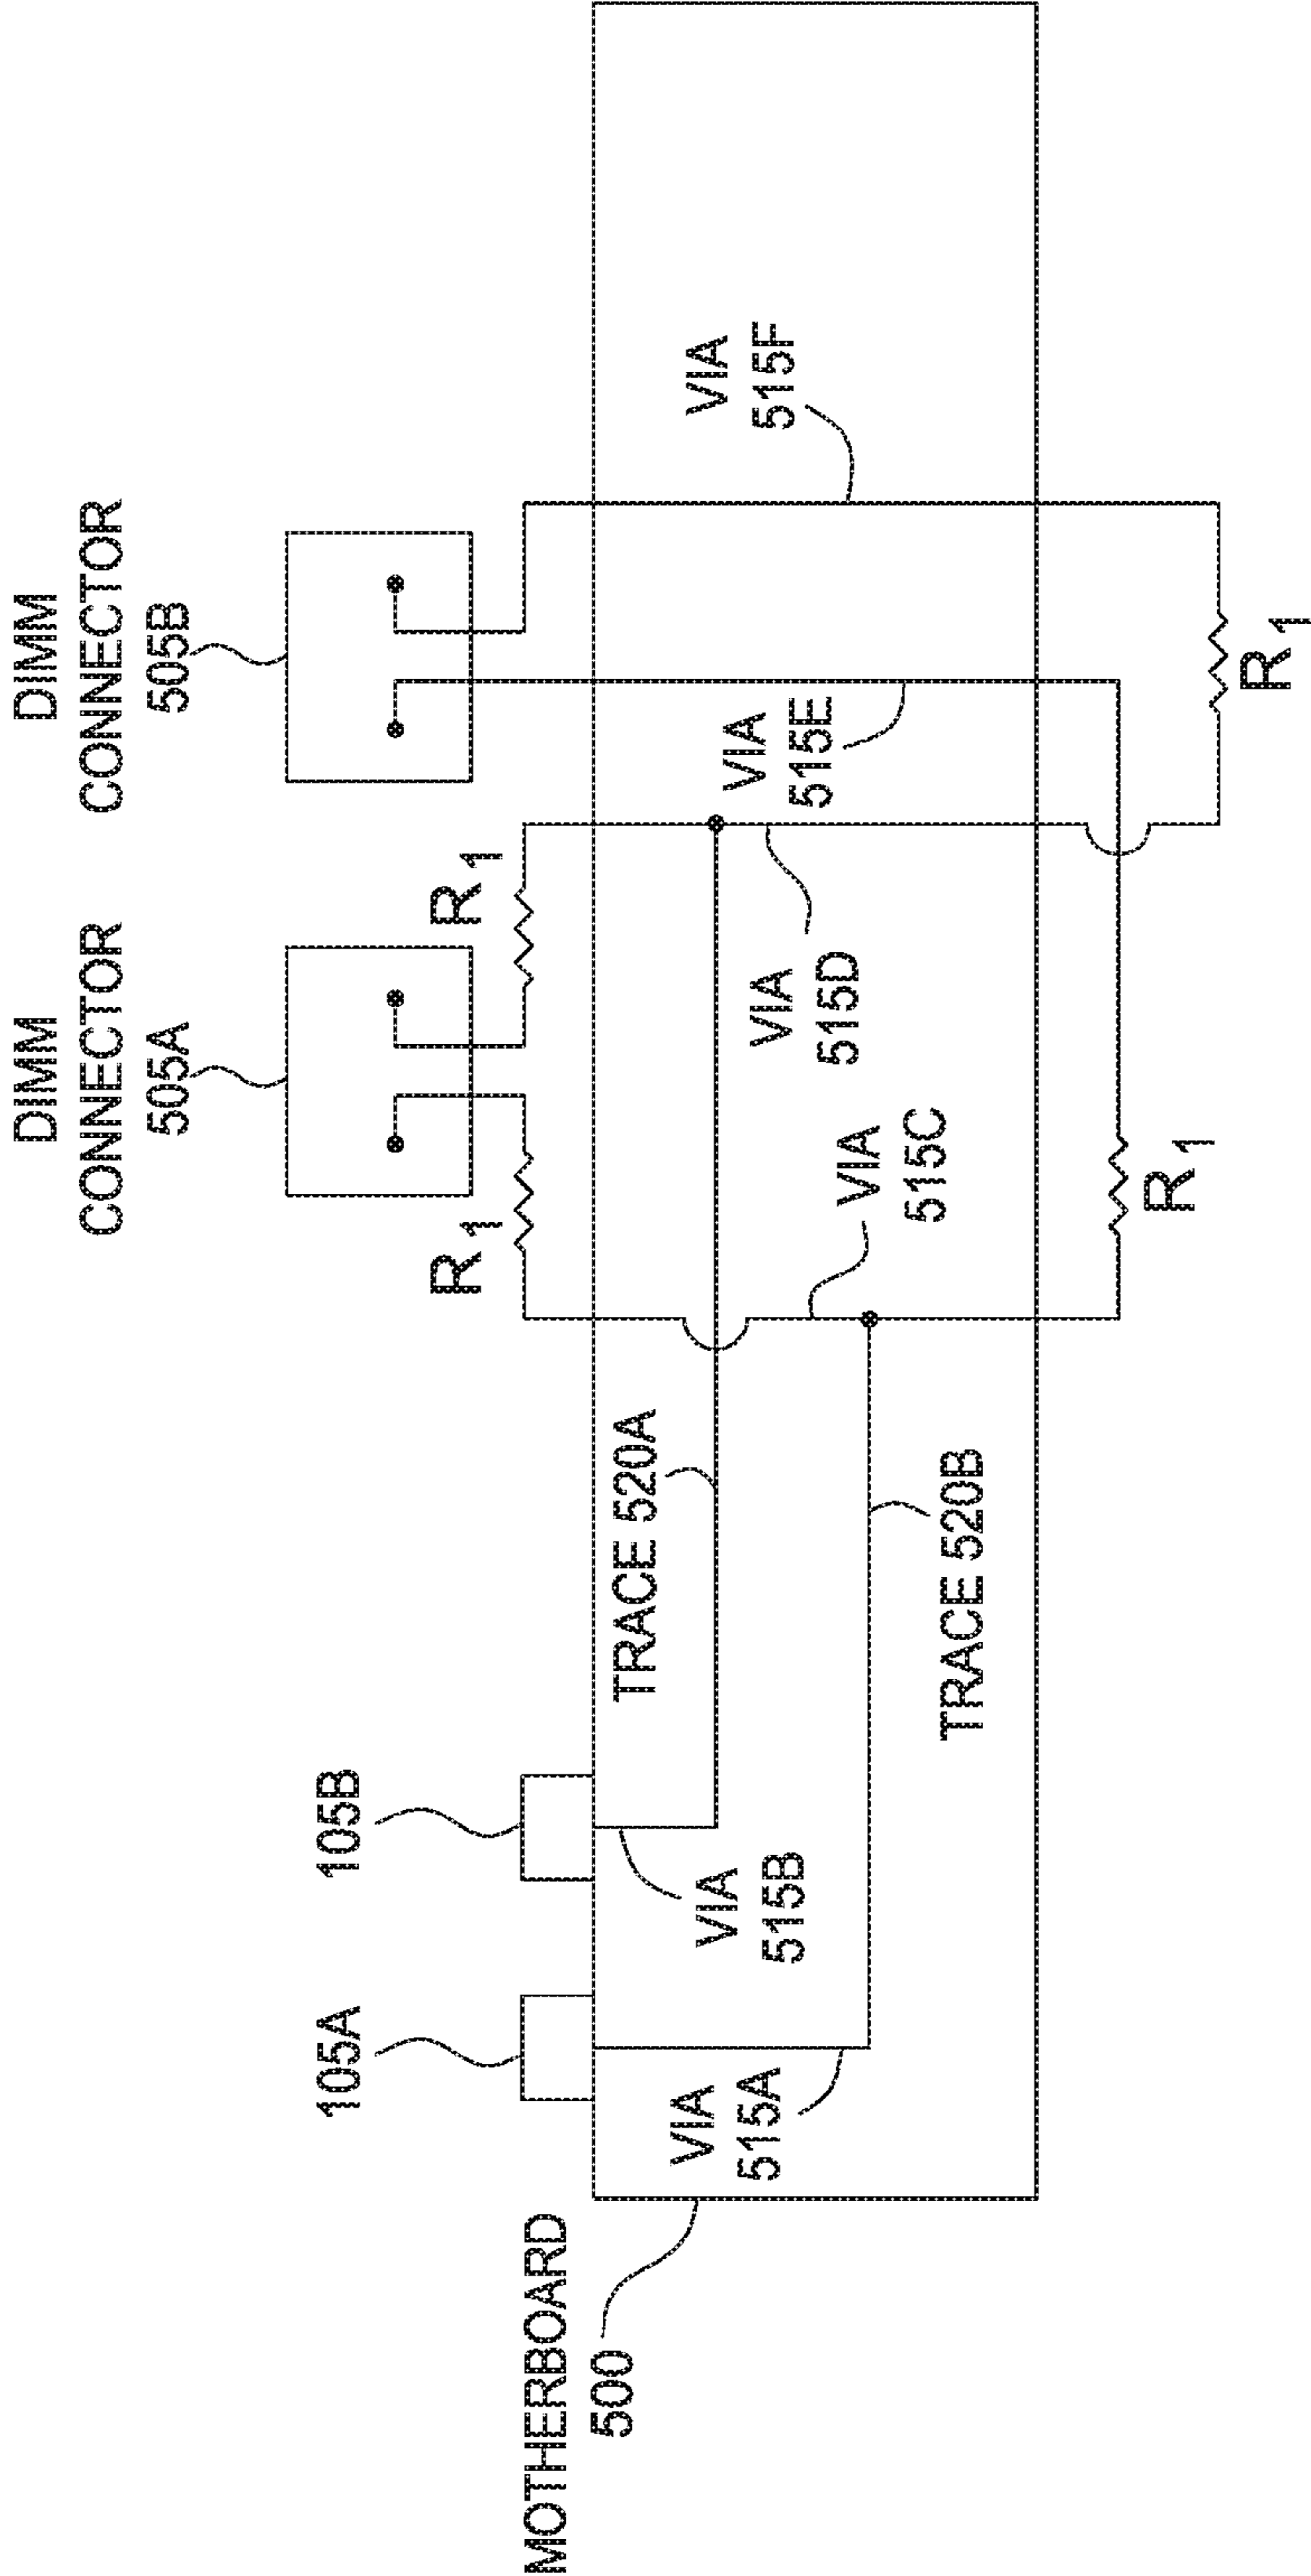 DIMM
CONNECTOR
505A
DIMM
CONNECTOR
505B
105A
105B
R1
R1
MOTHERBOARD
500
VIA
515A
VIA
515B
TRACE 520A
TRACE 520B
VIA
515C
VIA
515D
VIA
515E
VIA
515F
R1
R1